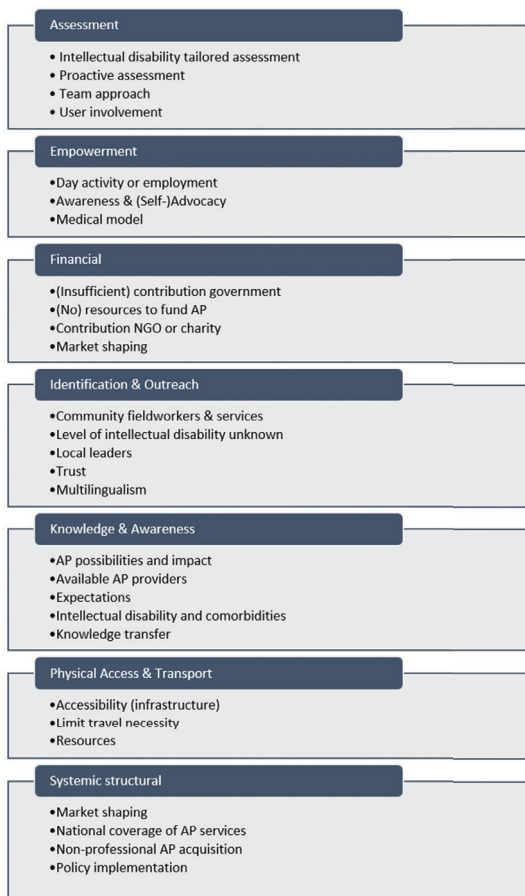 Assessment
• Intellectual disability tailored assessment
• Proactive assessment
• Team approach
• User involvement
Empowerment
•Day activity or employment
•Awareness & (Self-)Advocacy
•Medical model
Financial
•(Insufficient) contribution government
•(No) resources to fund AP
•Contribution NGO or charity
•Market shaping
Identification & Outreach
•Community fieldworkers & services
•Level of intellectual disability unknown
•Local leaders
•Trust
•Multilingualism
Knowledge & Awareness
•AP possibilities and impact
•Available AP providers
•Expectations
•Intellectual disability and comorbidities
•Knowledge transfer
Physical Access & Transport
•Accessibility (infrastructure)
•Limit travel necessity
•Resources
Systemic structural
•Market shaping
•National coverage of AP services
•Non-professional AP acquisition
•Policy implementation